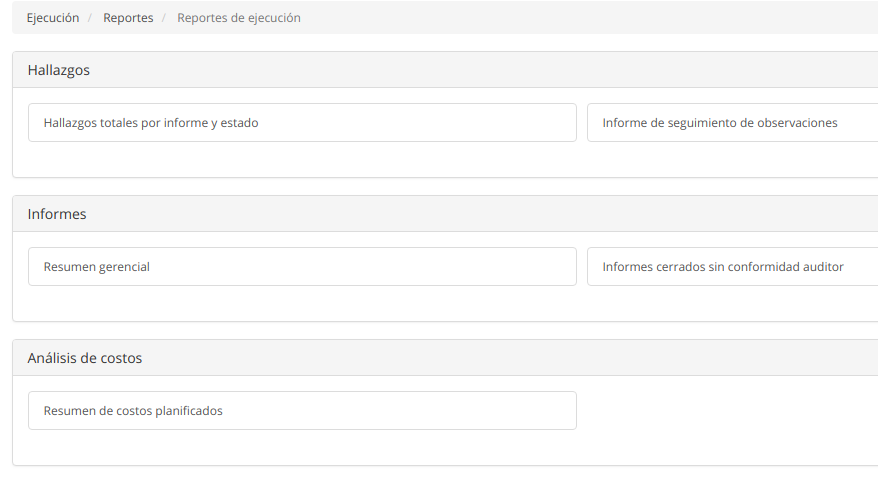 Ejecución / Reportes / Reportes de ejecución
Hallazgos
Hallazgos totales por informe y estado
Informe de seguimiento de observaciones
Informes
Resumen gerencial
Informes cerrados sin conformidad auditor
Análisis de costos
Resumen de costos planificados